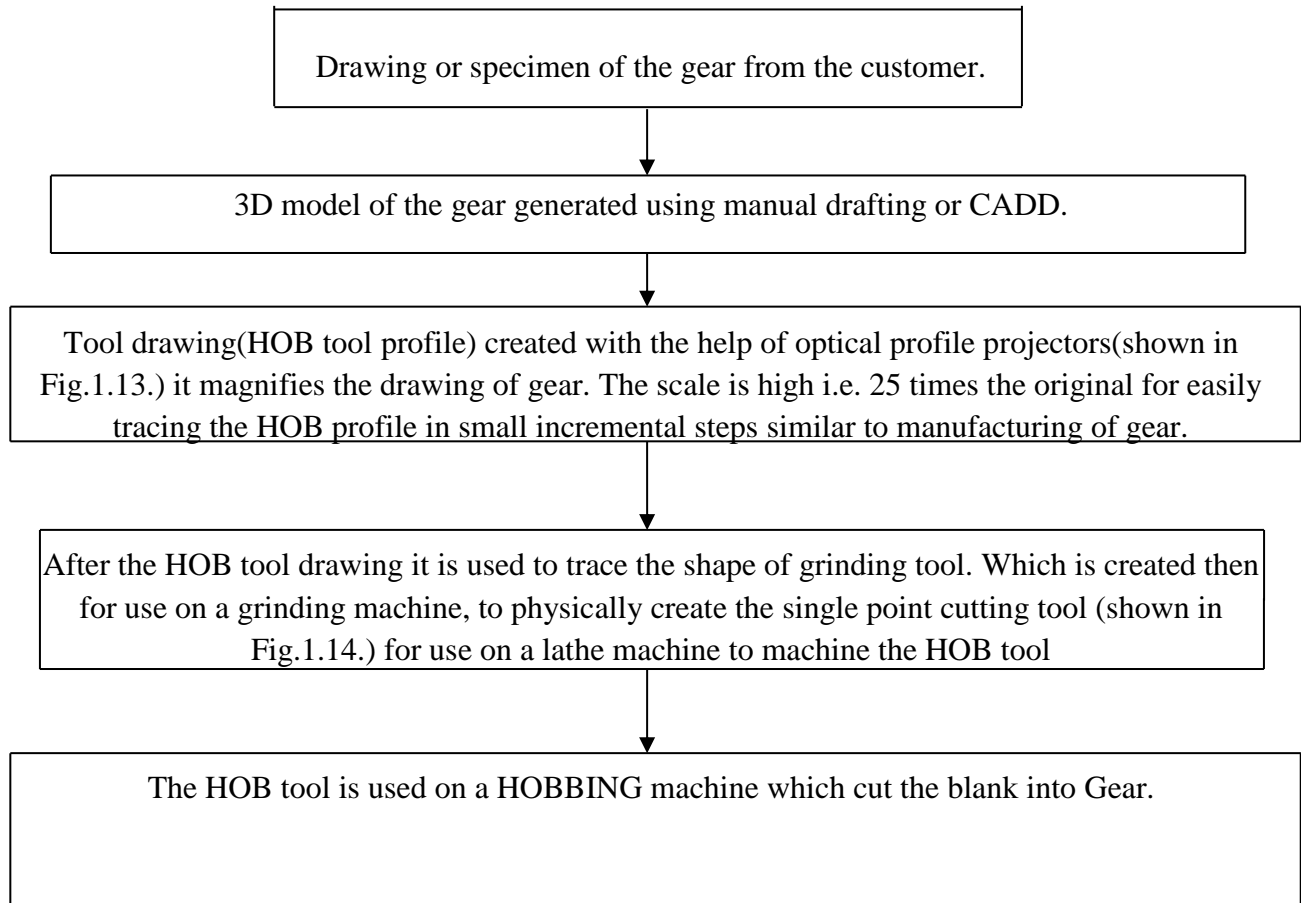 Drawing or specimen of the gear from the customer.
3D model of the gear generated using manual drafting or CADD.
Tool drawing(HOB tool profile) created with the help of optical profile projectors(shown in
Fig.1.13.) it magnifies the drawing of gear. The scale is high i.e. 25 times the original for easily
tracing the HOB profile in small incremental steps similar to manufacturing of gear.
After the HOB tool drawing it is used to trace the shape of grinding tool. Which is created then
for use on a grinding machine, to physically create the single point cutting tool (shown in
Fig.1.14.) for use on a lathe machine to machine the HOB tool
The HOB tool is used on a HOBBING machine which cut the blank into Gear.